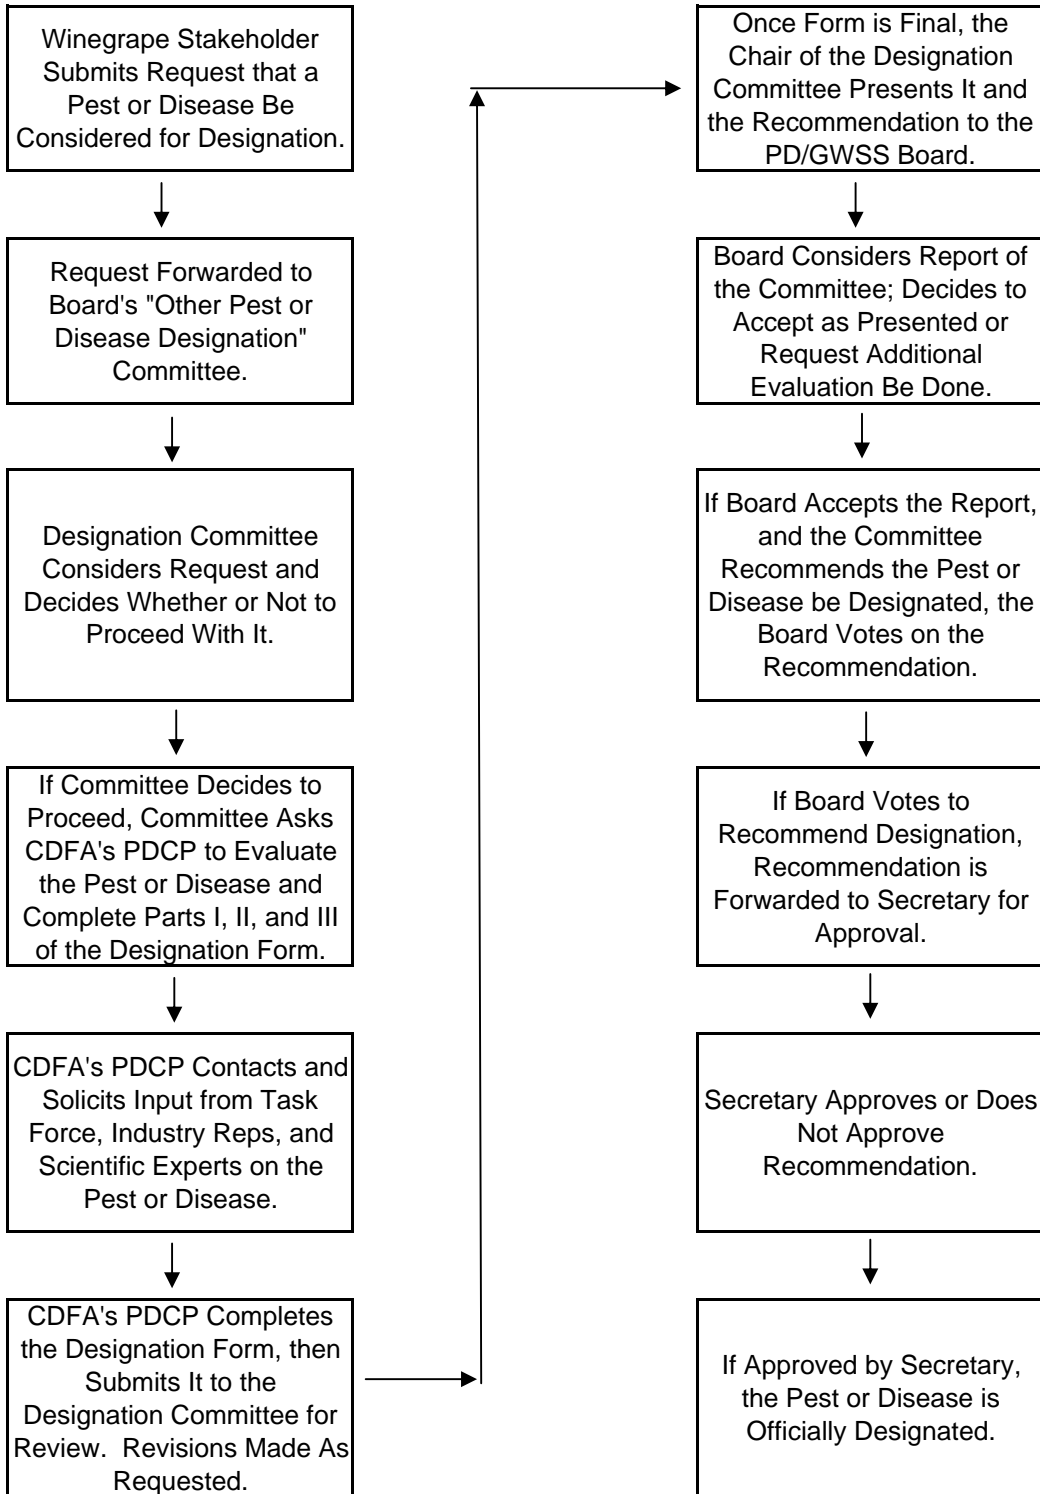 Winegrape Stakeholder
Submits Request that a
Pest or Disease Be
Considered for Designation.
Request Forwarded to
Board's "Other Pest or
Disease Designation"
Committee.
Designation Committee
Considers Request and
Decides Whether or Not to
Proceed With It.
If Committee Decides to
Proceed, Committee Asks
CDFA's PDCP to Evaluate
the Pest or Disease and
Complete Parts I, II, and III
of the Designation Form.
CDFA's PDCP Contacts and
Solicits Input from Task
Force, Industry Reps, and
Scientific Experts on the
Pest or Disease.
CDFA's PDCP Completes
the Designation Form, then
Submits It to the
Designation Committee for
Review.  Revisions Made As
Requested.
Once Form is Final, the
Chair of the Designation
Committee Presents It and
the Recommendation to the
PD/GWSS Board.
Board Considers Report of
the Committee; Decides to
Accept as Presented or
Request Additional
Evaluation Be Done.
If Board Accepts the Report,
and the Committee
Recommends the Pest or
Disease be Designated, the
Board Votes on the
Recommendation.
If Board Votes to
Recommend Designation,
Recommendation is
Forwarded to Secretary for
Approval.
Secretary Approves or Does
Not Approve
Recommendation.
If Approved by Secretary,
the Pest or Disease is
Officially Designated.